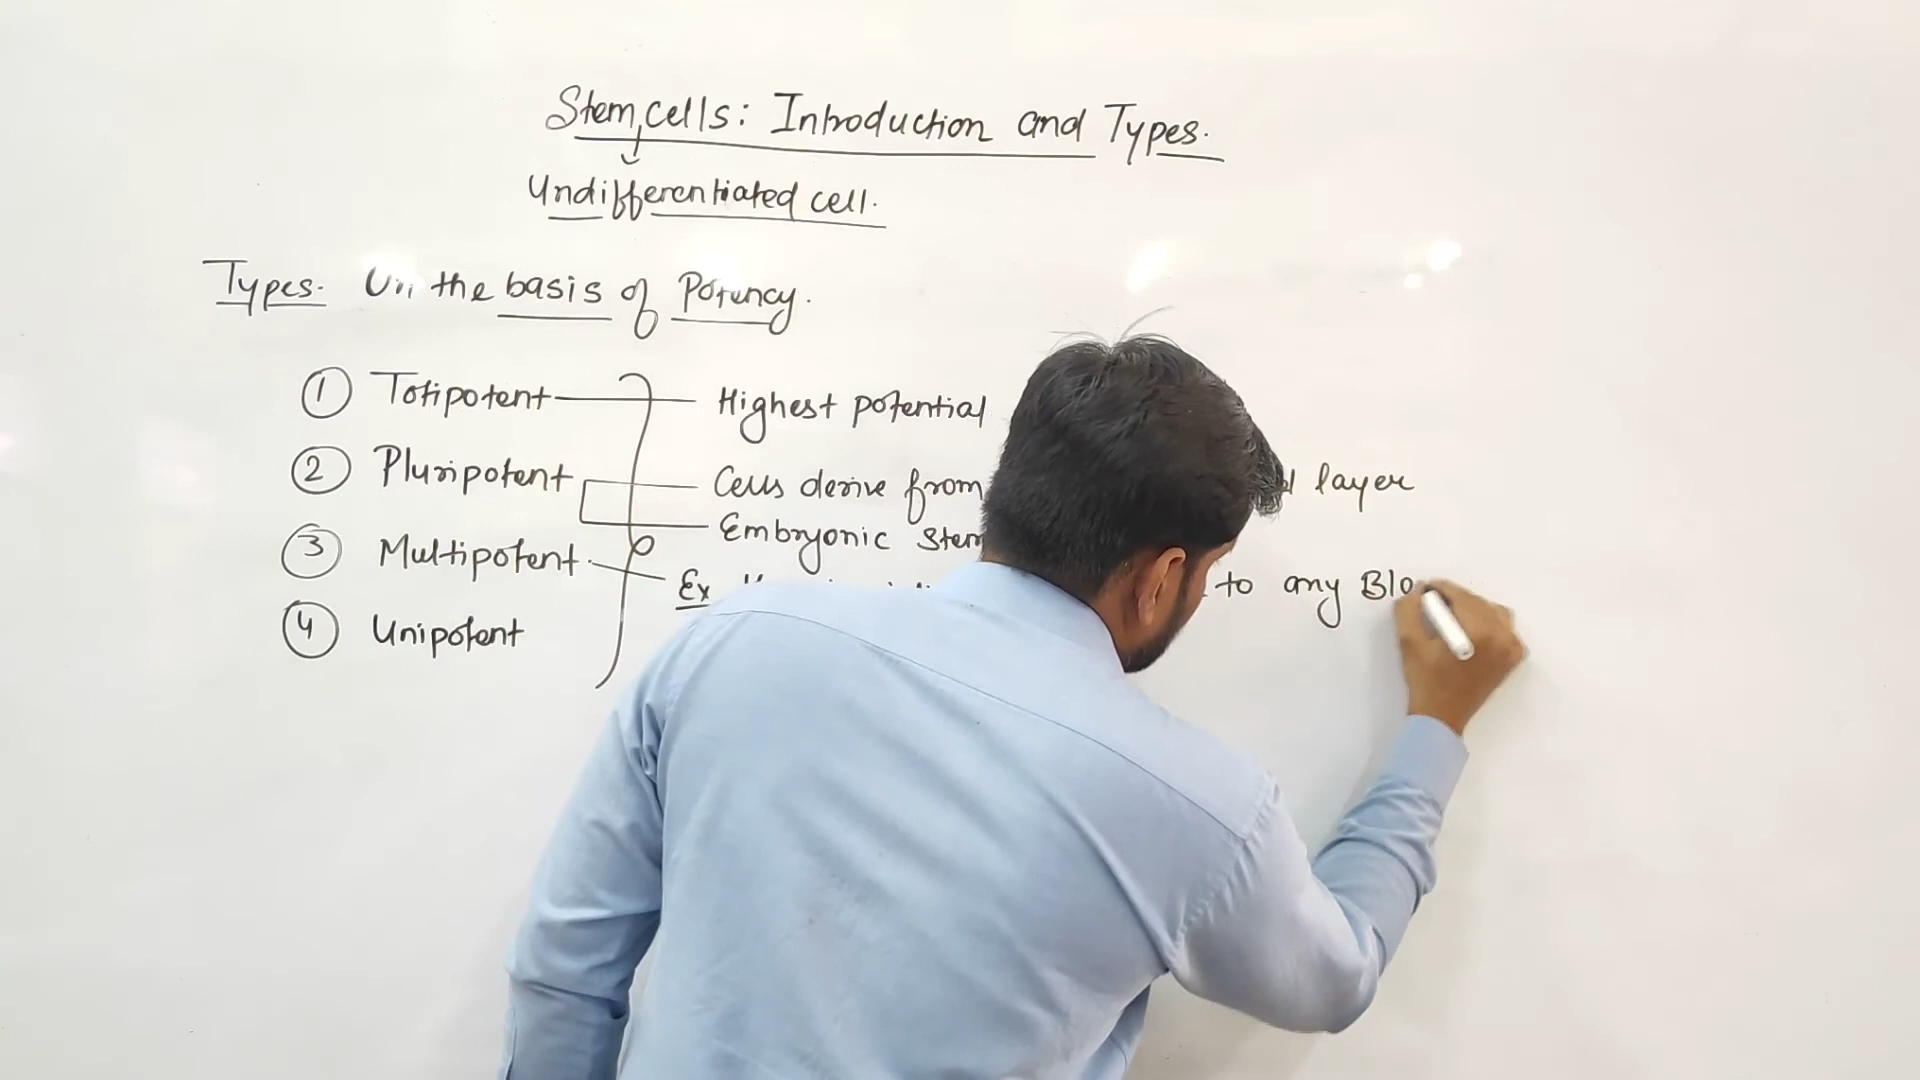 Stem cells: Introduction and Types.
Undifferentiated cell.
Types. On the basis of Potency.
1 Totipotent Highest potential
2 Pluripotent Cells derive from layer
Embryonic Stem
3 Multipotent Ex to any Blo
4 Unipotent